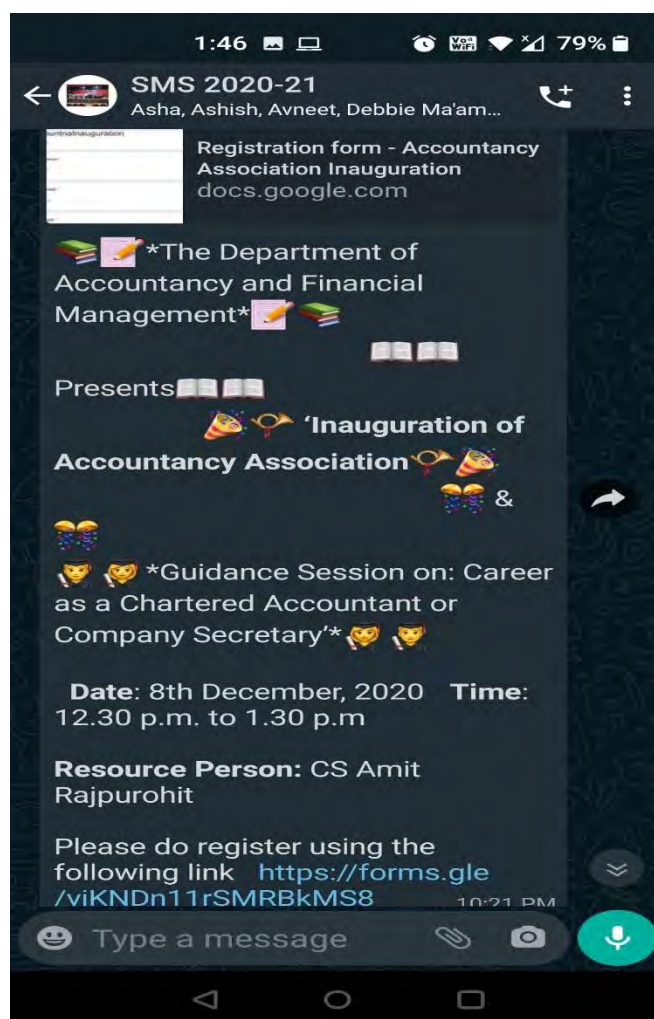 1:46 79%
SMS 2020-21
Asha, Ashish, Avneet, Debbie Ma'am...
Registration form - Accountancy
Association Inauguration
docs.google.com
📚📝*The Department of
Accountancy and Financial
Management*📝📚
📖📖
Presents📖📖
🎉📯 ‘Inauguration of
Accountancy Association📯🎉
🎊 &
🎊
👨‍🎓 👩‍🎓 *Guidance Session on: Career
as a Chartered Accountant or
Company Secretary’*👩‍🎓 👨‍🎓
Date: 8th December, 2020 Time:
12.30 p.m. to 1.30 p.m
Resource Person: CS Amit
Rajpurohit
Please do register using the
following link https://forms.gle
/viKNDn11rSMRBkMS8 10:21 PM
Type a message